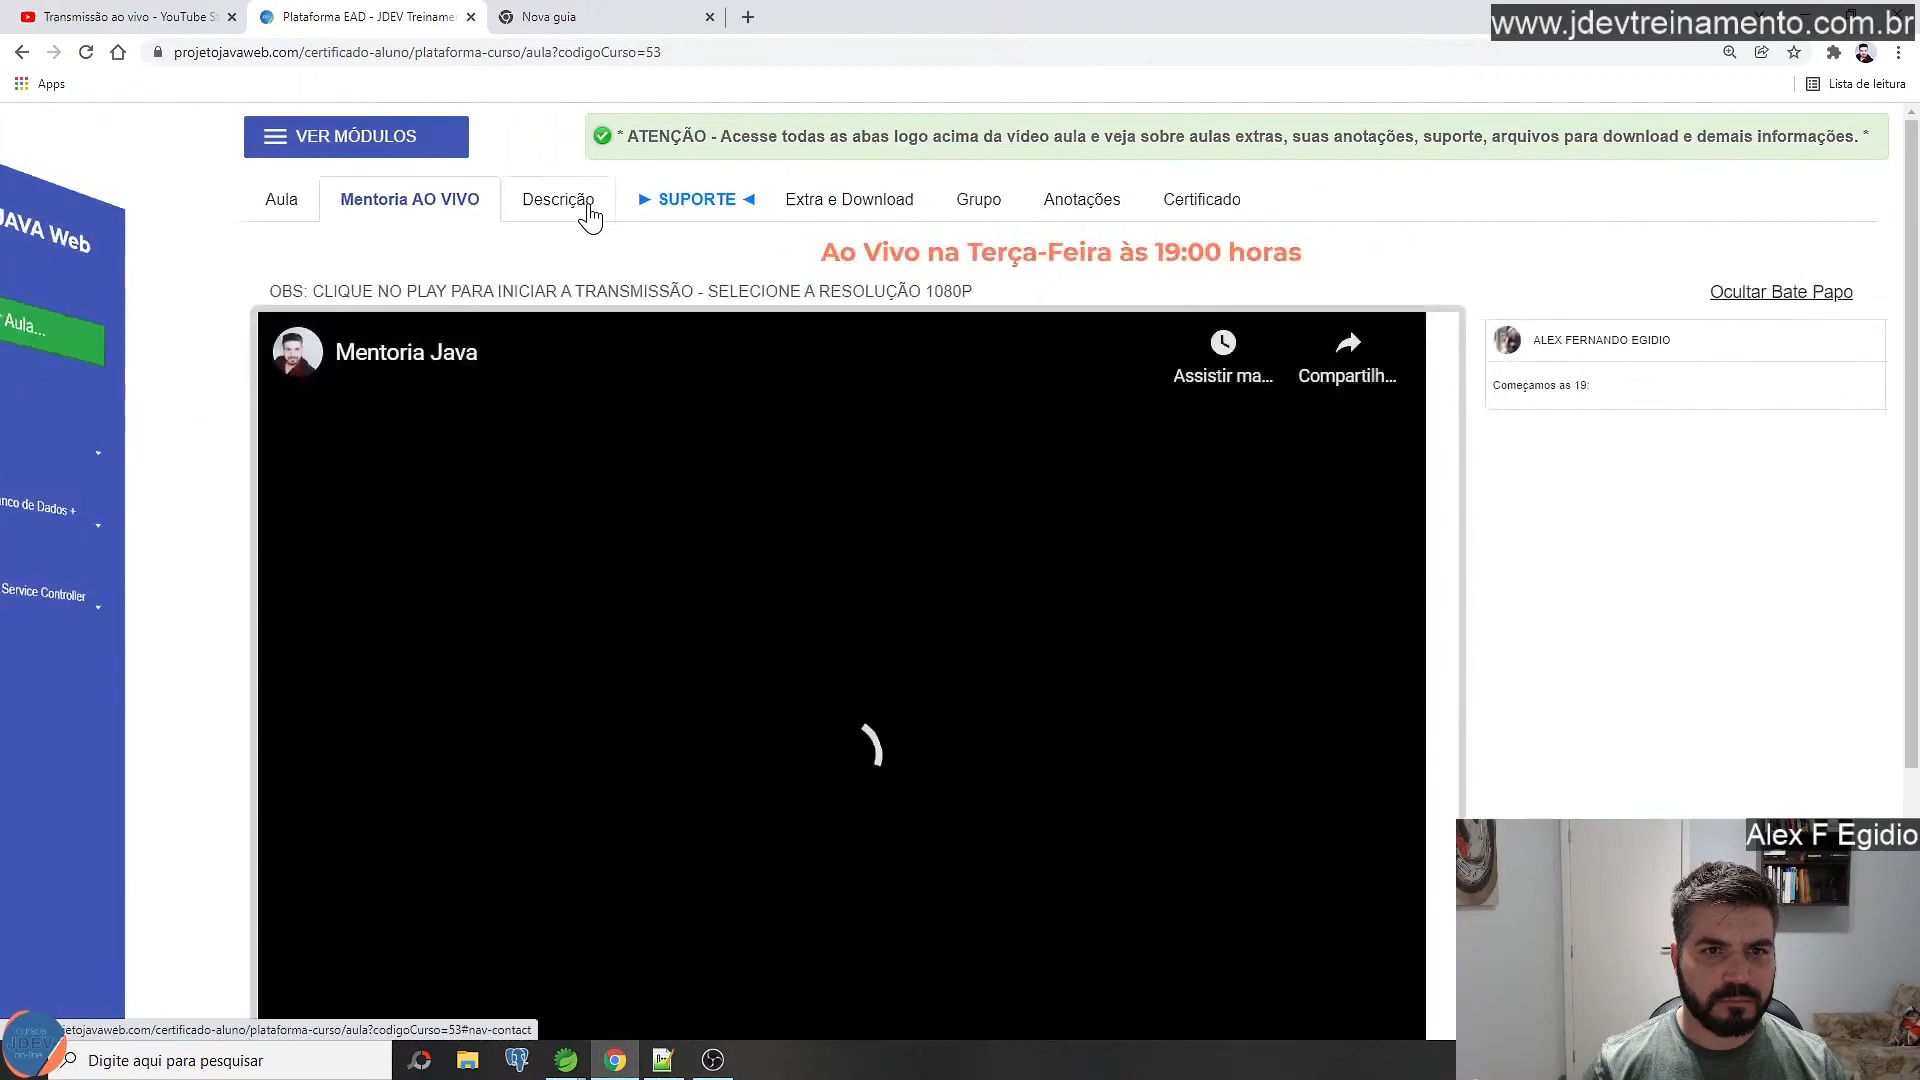 Transmissão ao vivo - YouTube S
Plataforma EAD - JDEV Treiname
Nova guia
www.jdevtreinamento.com.br
projetojavaweb.com/certificado-aluno/plataforma-curso/aula?codigoCurso=53
Apps
Lista de leitura
VER MÓDULOS
* ATENÇÃO - Acesse todas as abas logo acima da vídeo aula e veja sobre aulas extras, suas anotações, suporte, arquivos para download e demais informações. *
Aula
Mentoria AO VIVO
Descrição
► SUPORTE ◄
Extra e Download
Grupo
Anotações
Certificado
JAVA Web
Ao Vivo na Terça-Feira às 19:00 horas
OBS: CLIQUE NO PLAY PARA INICIAR A TRANSMISSÃO - SELECIONE A RESOLUÇÃO 1080P
Ocultar Bate Papo
Aula...
Mentoria Java
Assistir ma...
Compartilh...
ALEX FERNANDO EGIDIO
Começamos as 19:
nco de Dados +
Service Controller
Alex F Egidio
etojavaweb.com/certificado-aluno/plataforma-curso/aula?codigoCurso=53#nav-contact
cursos
JDEV
on-line
Digite aqui para pesquisar